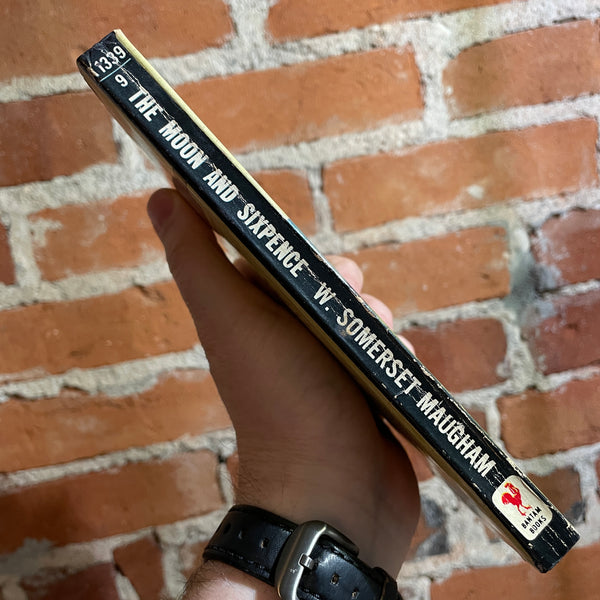 1339
9
THE MOON AND SIXPENCE W. SOMERSET MAUGHAM
BANTAM
BOOKS